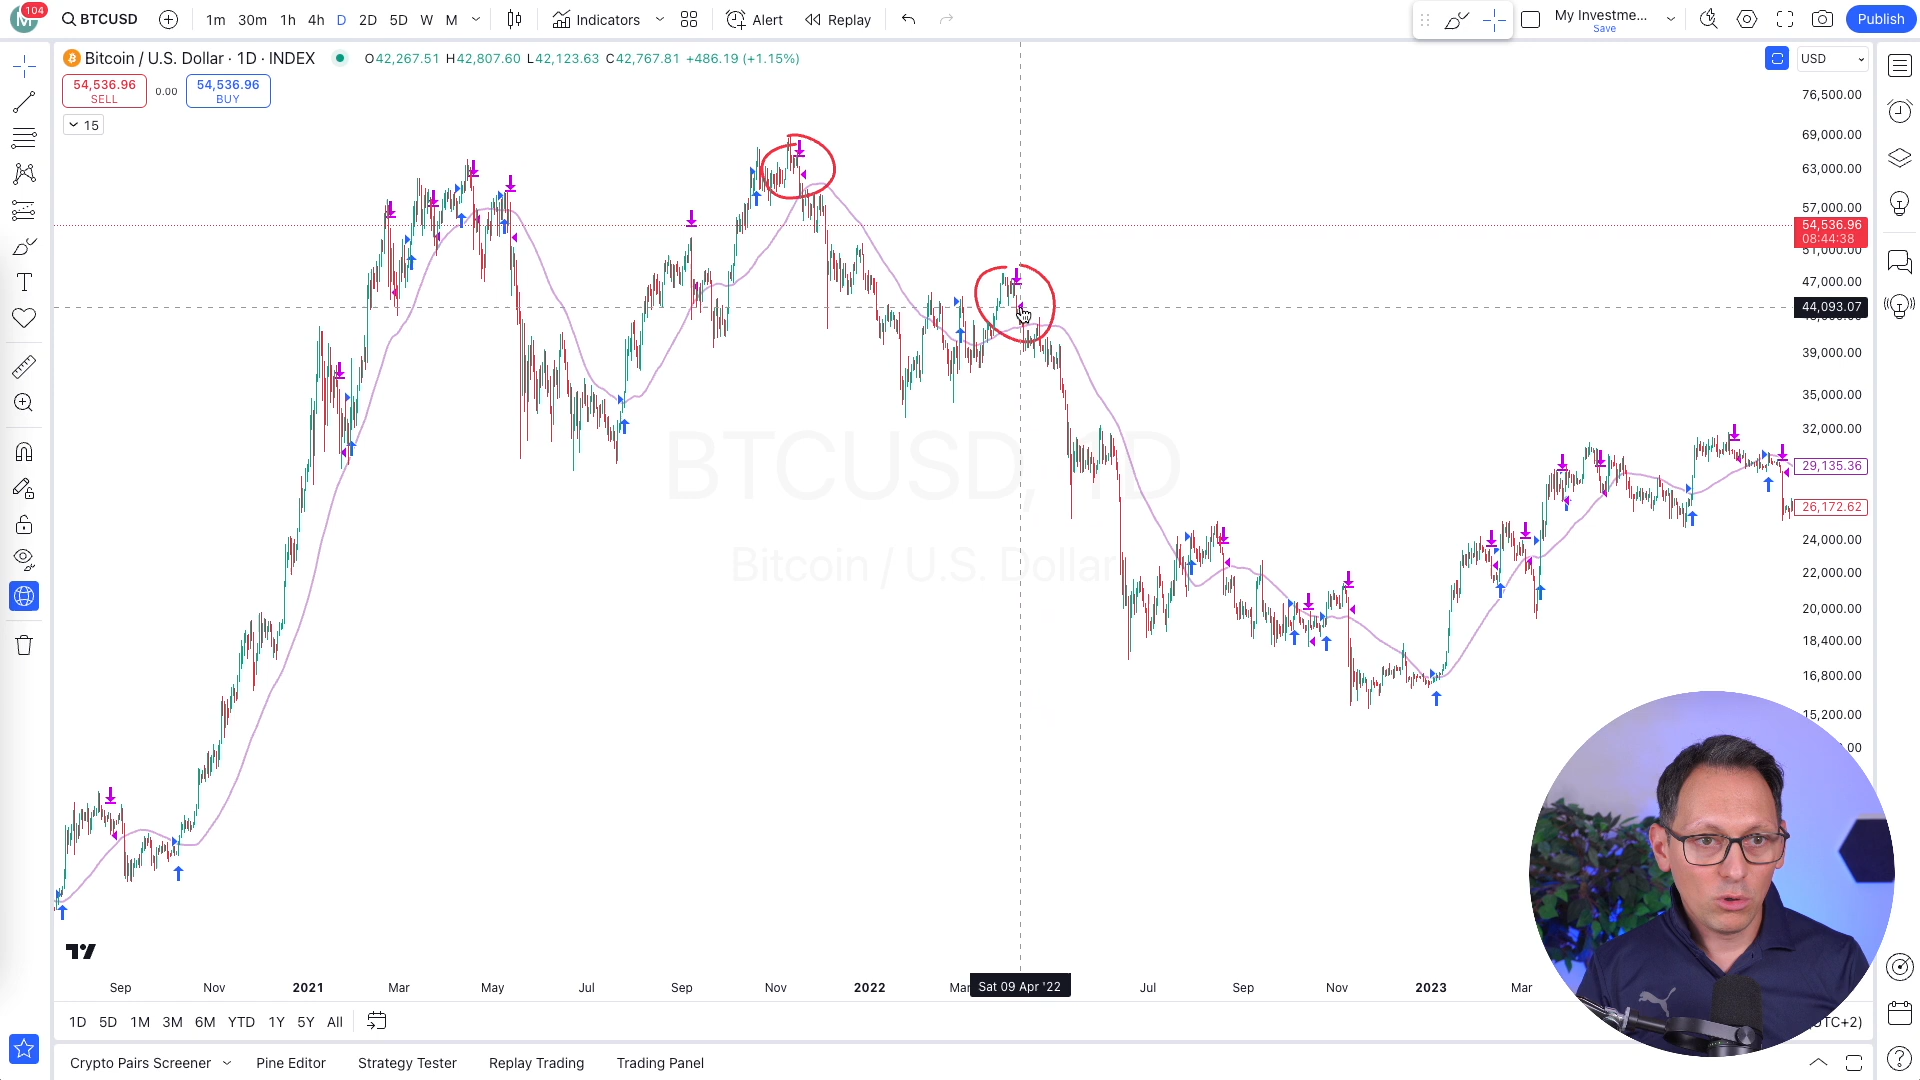 104
M BTCUSD 1m 30m 1h 4h D 2D 5D W M Indicators Alert Replay My Investme... Save Publish
Bitcoin / U.S. Dollar · 1D · INDEX O42,267.51 H42,807.60 L42,123.63 C42,767.81 +486.19 (+1.15%) USD
54,536.96 SELL 0.00 54,536.96 BUY
15
76,500.00
69,000.00
63,000.00
57,000.00
54,536.96
08:44:38
51,000.00
47,000.00
44,093.07
39,000.00
35,000.00
32,000.00
29,135.36
26,172.62
24,000.00
22,000.00
20,000.00
18,400.00
16,800.00
15,200.00
BTCUSD, 1D
Bitcoin / U.S. Dollar
Sep Nov 2021 Mar May Jul Sep Nov 2022 Mar Sat 09 Apr '22 Jul Sep Nov 2023 Mar
1D 5D 1M 3M 6M YTD 1Y 5Y All UTC+2)
Crypto Pairs Screener Pine Editor Strategy Tester Replay Trading Trading Panel